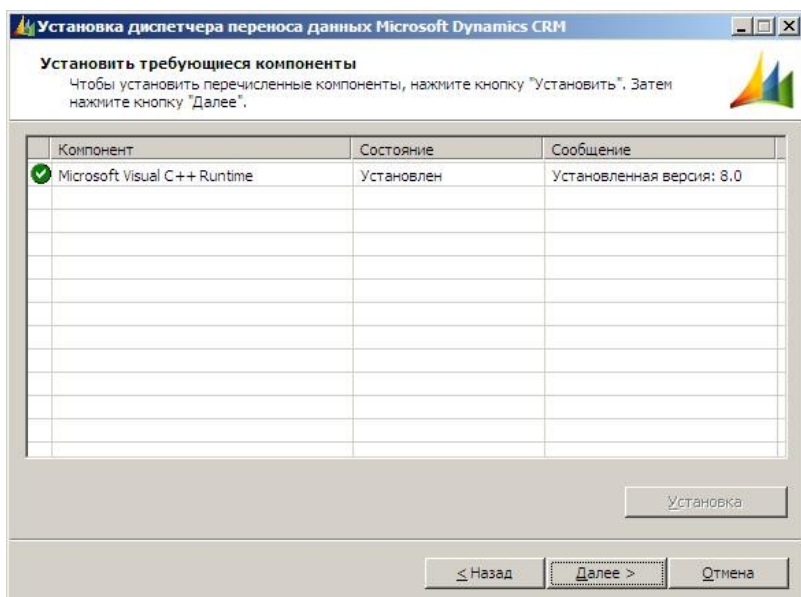 Установка диспетчера переноса данных Microsoft Dynamics CRM
Установить требующиеся компоненты
Чтобы установить перечисленные компоненты, нажмите кнопку "Установить". Затем
нажмите кнопку "Далее".
Компонент Состояние Сообщение
Microsoft Visual C++ Runtime Установлен Установленная версия: 8.0
Установка
< Назад Далее > Отмена